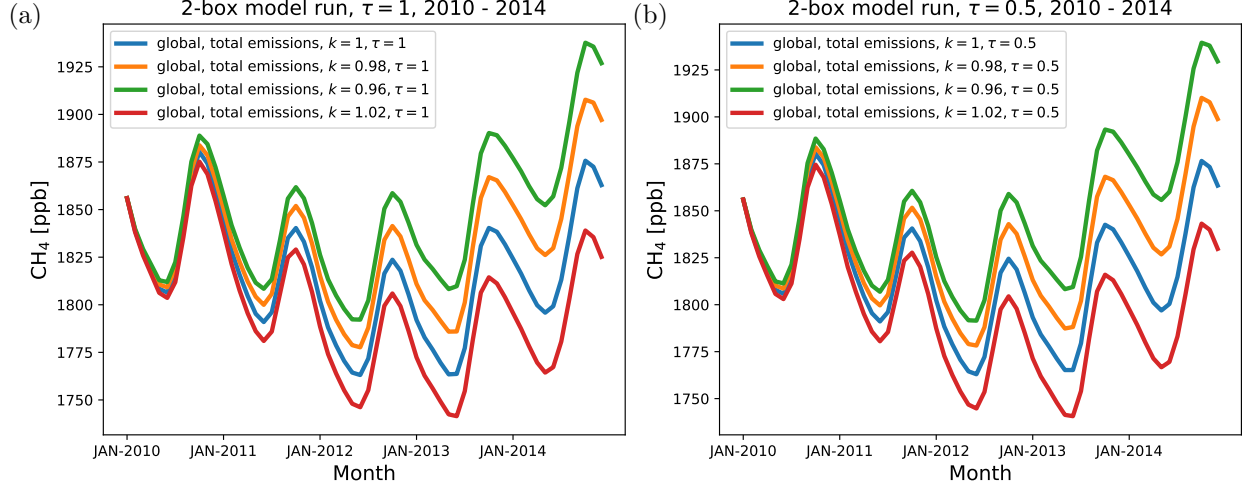 (a)
2-box model run, τ = 1, 2010 - 2014
global, total emissions, k = 1, τ = 1
global, total emissions, k = 0.98, τ = 1
global, total emissions, k = 0.96, τ = 1
global, total emissions, k = 1.02, τ = 1
CH₄ [ppb]
1925
1900
1875
1850
1825
1800
1775
1750
JAN-2010 JAN-2011 JAN-2012 JAN-2013 JAN-2014
Month
(b)
2-box model run, τ = 0.5, 2010 - 2014
global, total emissions, k = 1, τ = 0.5
global, total emissions, k = 0.98, τ = 0.5
global, total emissions, k = 0.96, τ = 0.5
global, total emissions, k = 1.02, τ = 0.5
CH₄ [ppb]
1925
1900
1875
1850
1825
1800
1775
1750
JAN-2010 JAN-2011 JAN-2012 JAN-2013 JAN-2014
Month